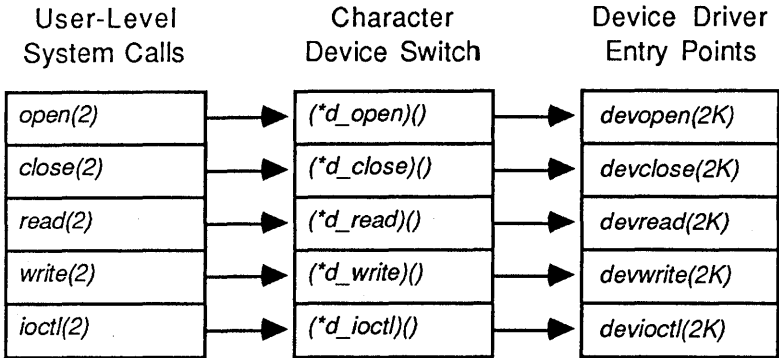 User-Level Character Device Driver
System Calls Device Switch Entry Points
open(2) (*d_open)() devopen(2K)
close(2) (*d_close)() devclose(2K)
read(2) (*d_read)() devread(2K)
write(2) (*d_write)() devwrite(2K)
ioctl(2) (*d_ioctl)() devioctl(2K)